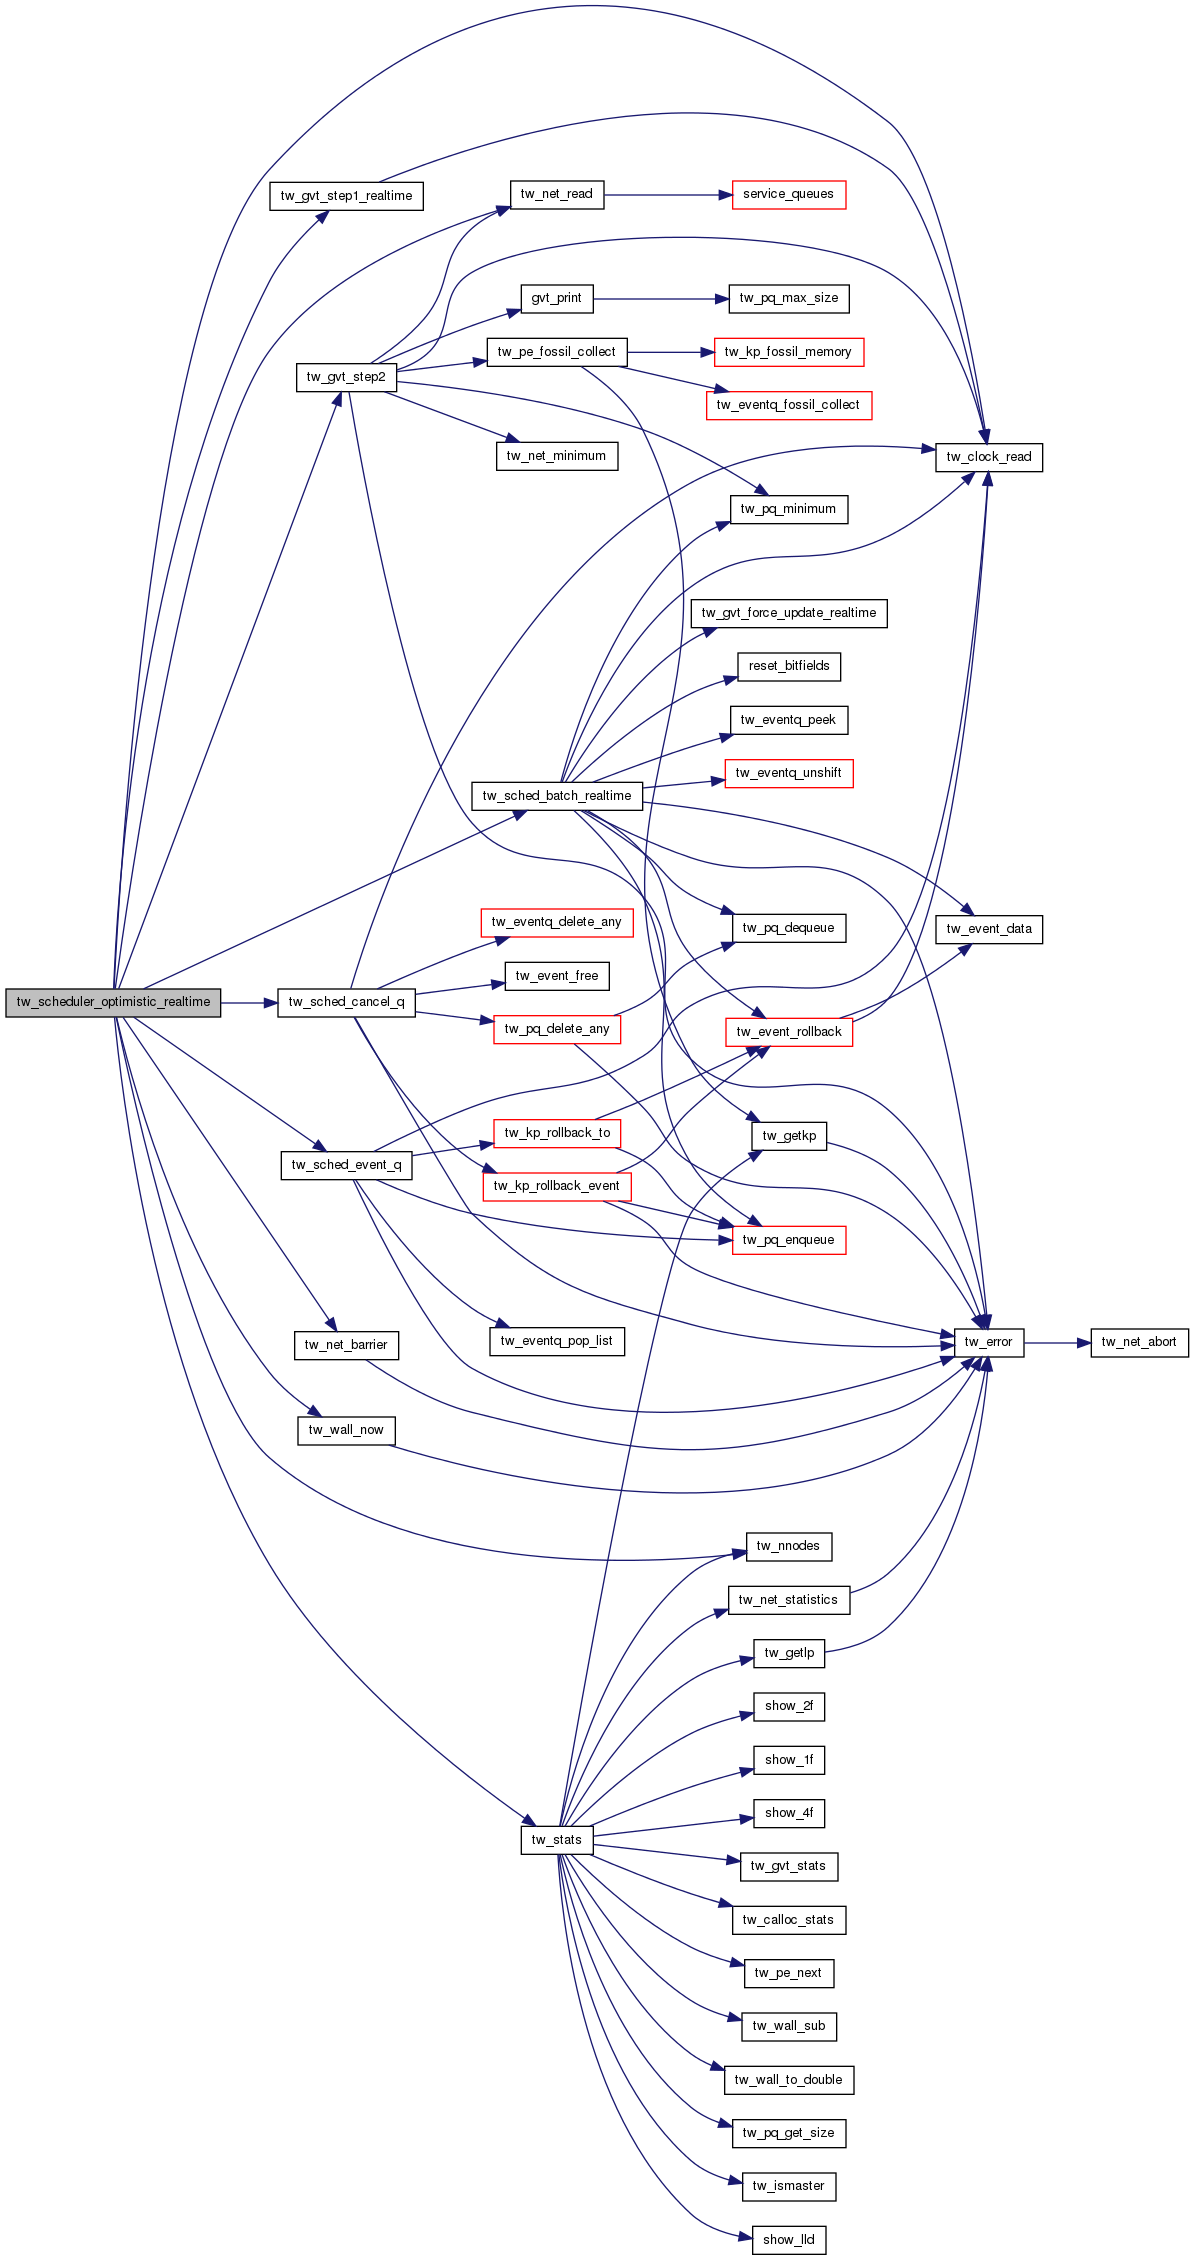 tw_gvt_step1_realtime
tw_net_read
service_queues
gvt_print
tw_pq_max_size
tw_pe_fossil_collect
tw_kp_fossil_memory
tw_gvt_step2
tw_eventq_fossil_collect
tw_net_minimum
tw_clock_read
tw_pq_minimum
tw_gvt_force_update_realtime
reset_bitfields
tw_eventq_peek
tw_eventq_unshift
tw_sched_batch_realtime
tw_eventq_delete_any
tw_pq_dequeue
tw_event_data
tw_event_free
tw_scheduler_optimistic_realtime
tw_sched_cancel_q
tw_pq_delete_any
tw_event_rollback
tw_kp_rollback_to
tw_getkp
tw_sched_event_q
tw_kp_rollback_event
tw_pq_enqueue
tw_net_barrier
tw_eventq_pop_list
tw_error
tw_net_abort
tw_wall_now
tw_nnodes
tw_net_statistics
tw_getlp
show_2f
show_1f
show_4f
tw_stats
tw_gvt_stats
tw_calloc_stats
tw_pe_next
tw_wall_sub
tw_wall_to_double
tw_pq_get_size
tw_ismaster
show_lld